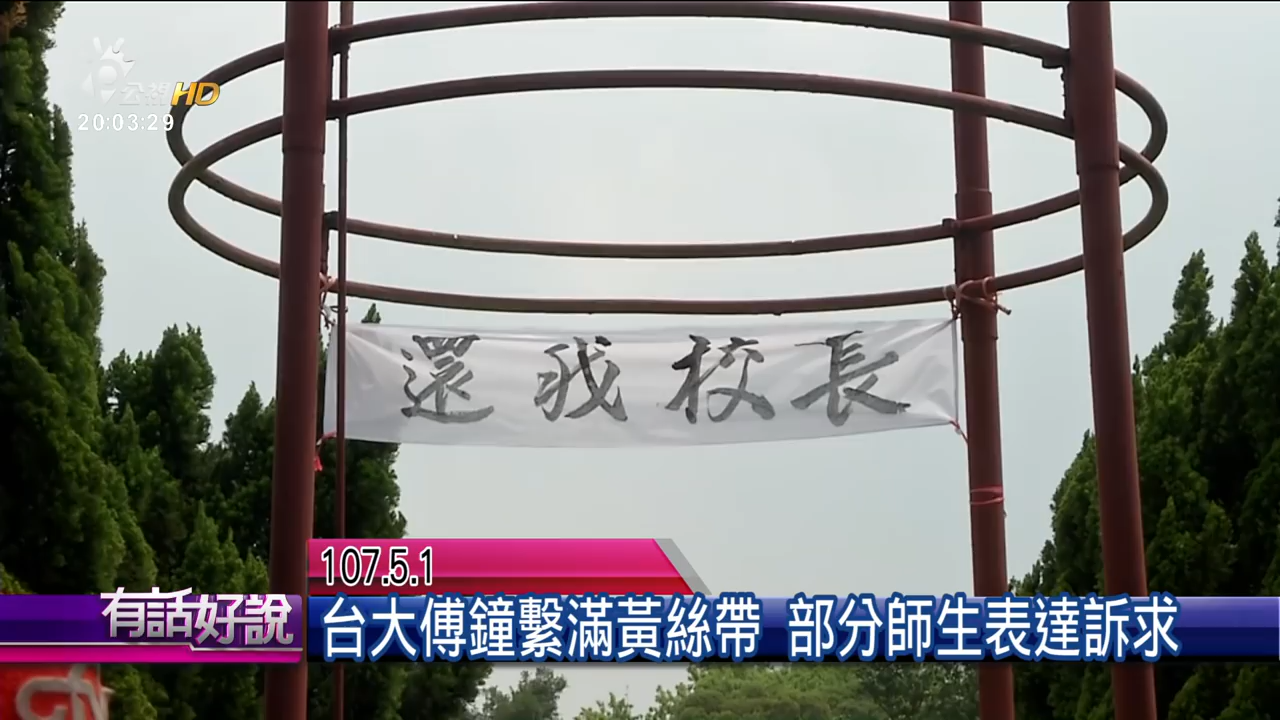 公視HD
20:03:29
還我校長
107.5.1
有話好說
台大傅鐘繫滿黃絲帶 部分師生表達訴求